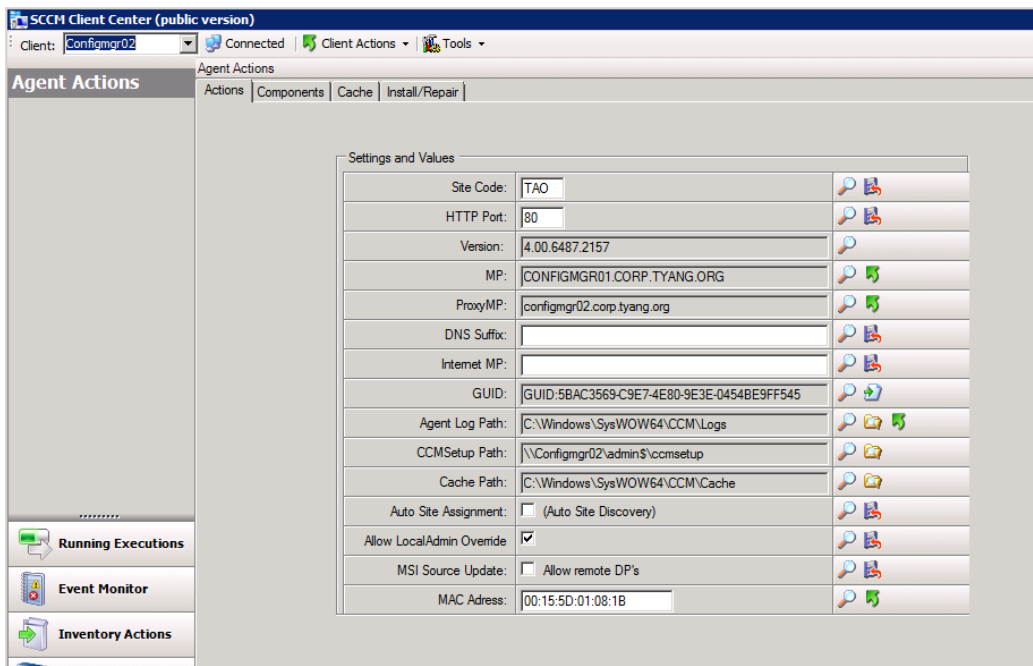 SCCM Client Center (public version)
Client: Configmgr02 Connected Client Actions Tools
Agent Actions
Agent Actions
Actions Components Cache Install/Repair
Settings and Values
Site Code: TAO
HTTP Port: 80
Version: 4.00.6487.2157
MP: CONFIGMGR01.CORP.TYANG.ORG
ProxyMP: configmgr02.corp.tyang.org
DNS Suffix:
Internet MP:
GUID: GUID:5BAC3569-C9E7-4E80-9E3E-0454BE9FF545
Agent Log Path: C:\Windows\SysWOW64\CCM\Logs
CCMSetup Path: \\Configmgr02\admin$\ccmsetup
Cache Path: C:\Windows\SysWOW64\CCM\Cache
Auto Site Assignment: (Auto Site Discovery)
Allow LocalAdmin Override
MSI Source Update: Allow remote DP's
MAC Adress: 00:15:5D:01:08:1B
Running Executions
Event Monitor
Inventory Actions